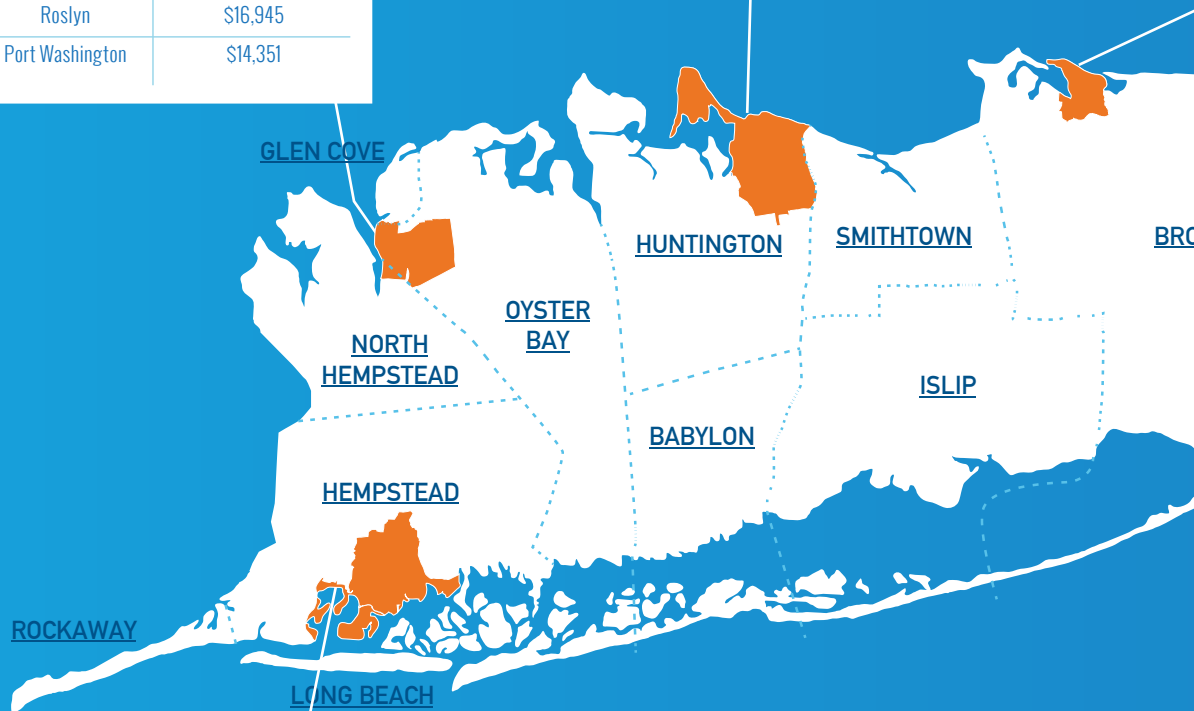 Roslyn $16,945
Port Washington $14,351
GLEN COVE
HUNTINGTON
SMITHTOWN
BRO
OYSTER
BAY
NORTH
HEMPSTEAD
ISLIP
BABYLON
HEMPSTEAD
ROCKAWAY
LONG BEACH